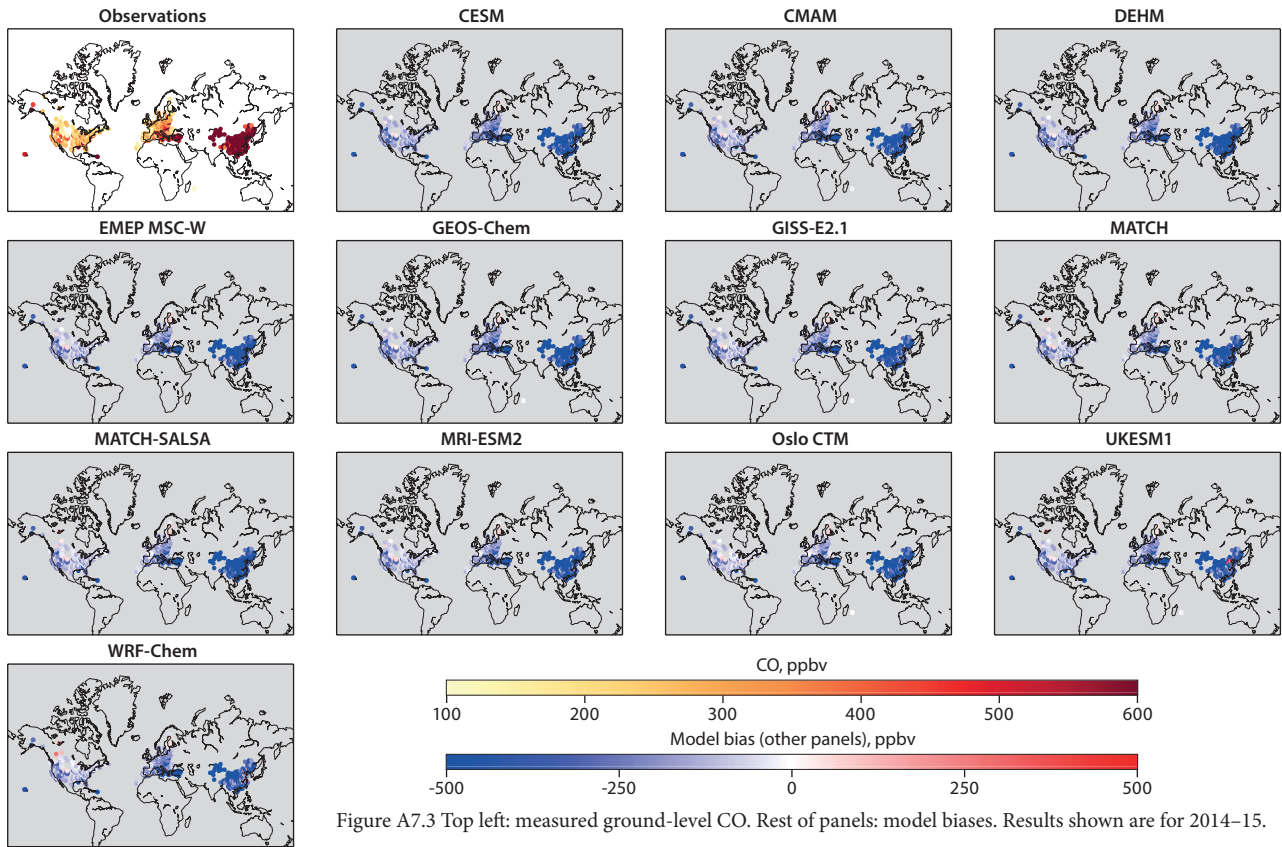 Observations
CESM
CMAM
DEHM
EMEP MSC-W
GEOS-Chem
GISS-E2.1
MATCH
MATCH-SALSA
MRI-ESM2
Oslo CTM
UKESM1
WRF-Chem
CO, ppbv
100 200 300 400 500 600
Model bias (other panels), ppbv
-500 -250 0 250 500
Figure A7.3 Top left: measured ground-level CO. Rest of panels: model biases. Results shown are for 2014–15.